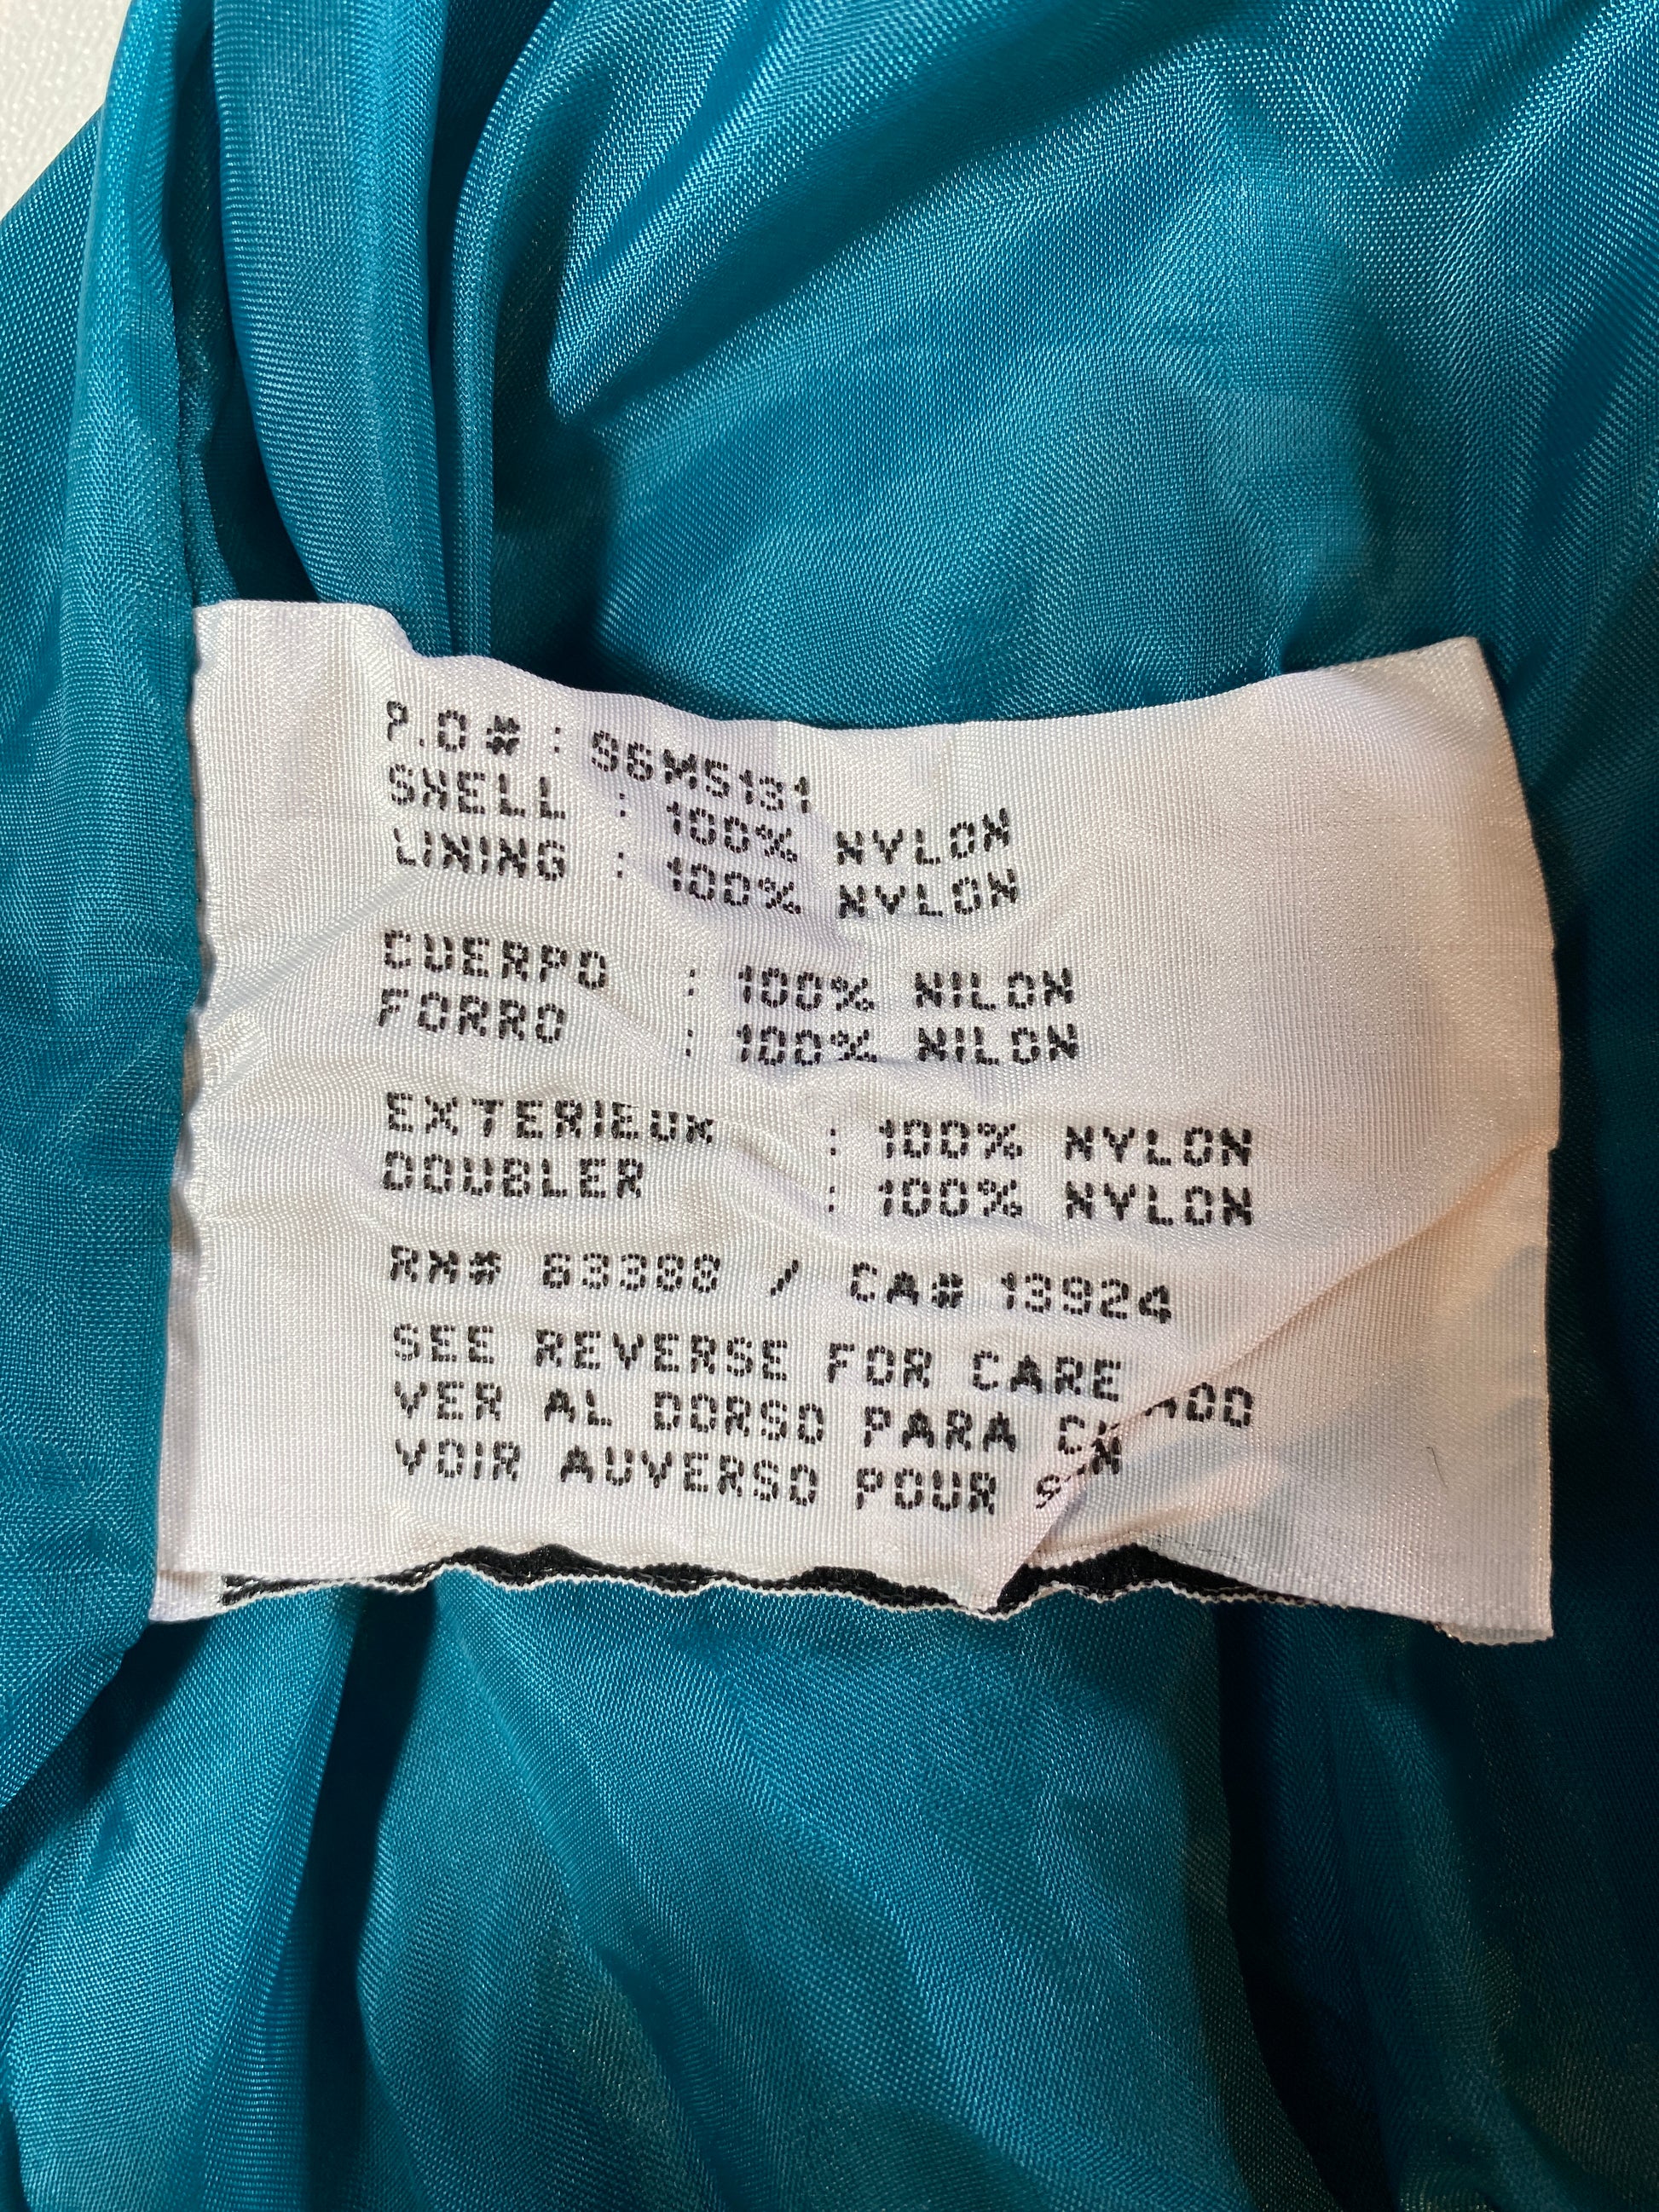 P.O# : S6MS131
SHELL : 100% NYLON
LINING : 100% NYLON
CUERPO : 100% NILON
FORRO : 100% NILON
EXTERIEUR : 100% NYLON
DOUBLER : 100% NYLON
RN# 63388 / CA# 13924
SEE REVERSE FOR CARE
VER AL DORSO PARA
VOIR AUVERSO POUR